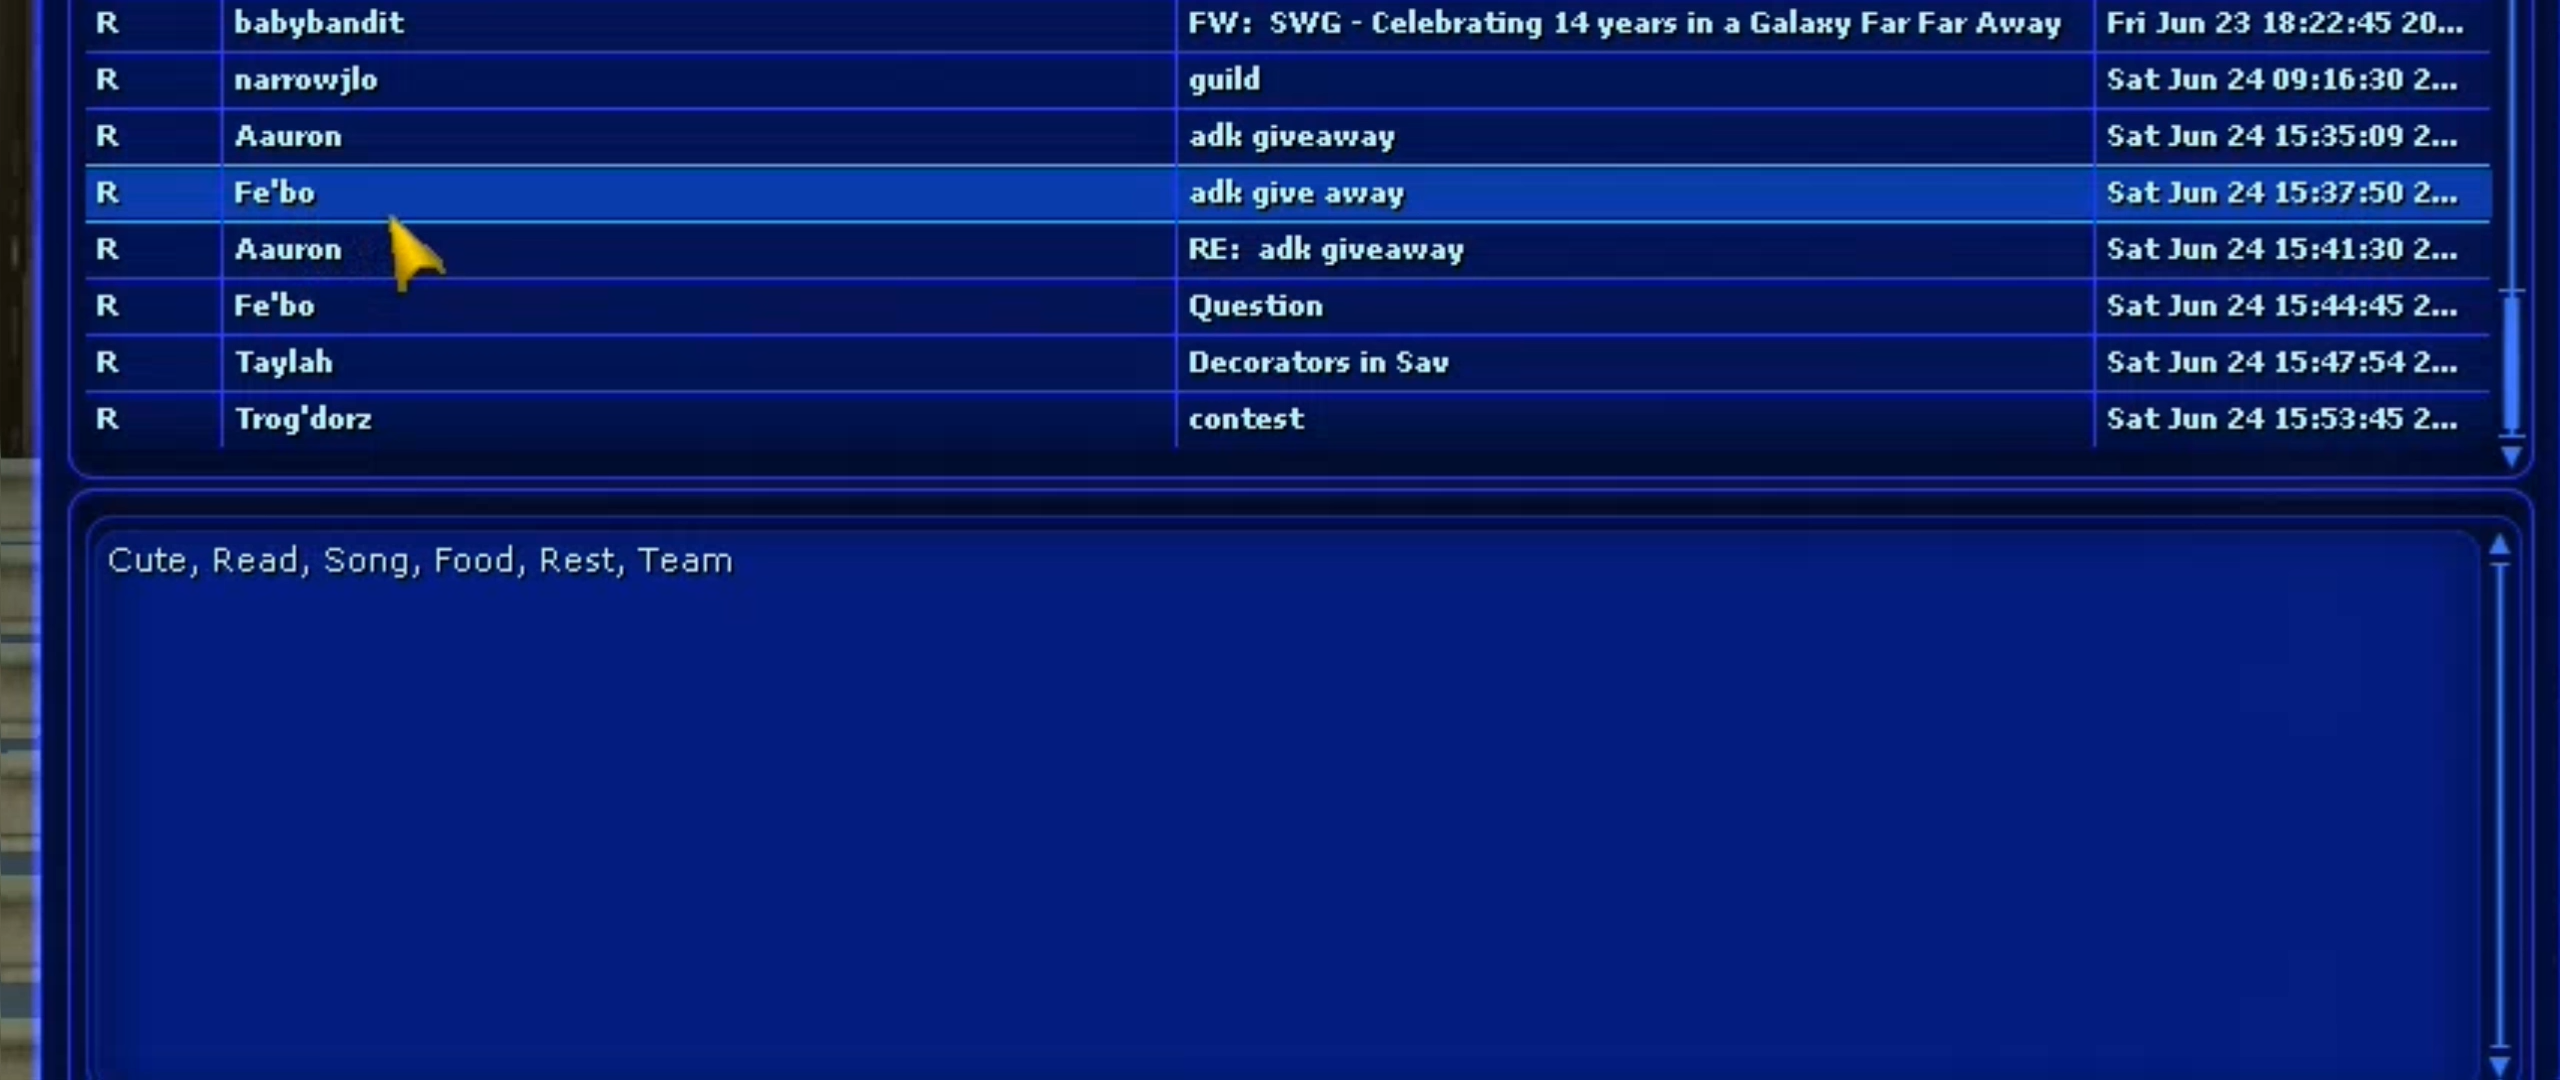 R babybandit FW: SWG - Celebrating 14 years in a Galaxy Far Far Away Fri Jun 23 18:22:45 20...
R narrowjlo guild Sat Jun 24 09:16:30 2...
R Aauron adk giveaway Sat Jun 24 15:35:09 2...
R Fe'bo adk give away Sat Jun 24 15:37:50 2...
R Aauron RE: adk giveaway Sat Jun 24 15:41:30 2...
R Fe'bo Question Sat Jun 24 15:44:45 2...
R Taylah Decorators in Sav Sat Jun 24 15:47:54 2...
R Trog'dorz contest Sat Jun 24 15:53:45 2...
Cute, Read, Song, Food, Rest, Team